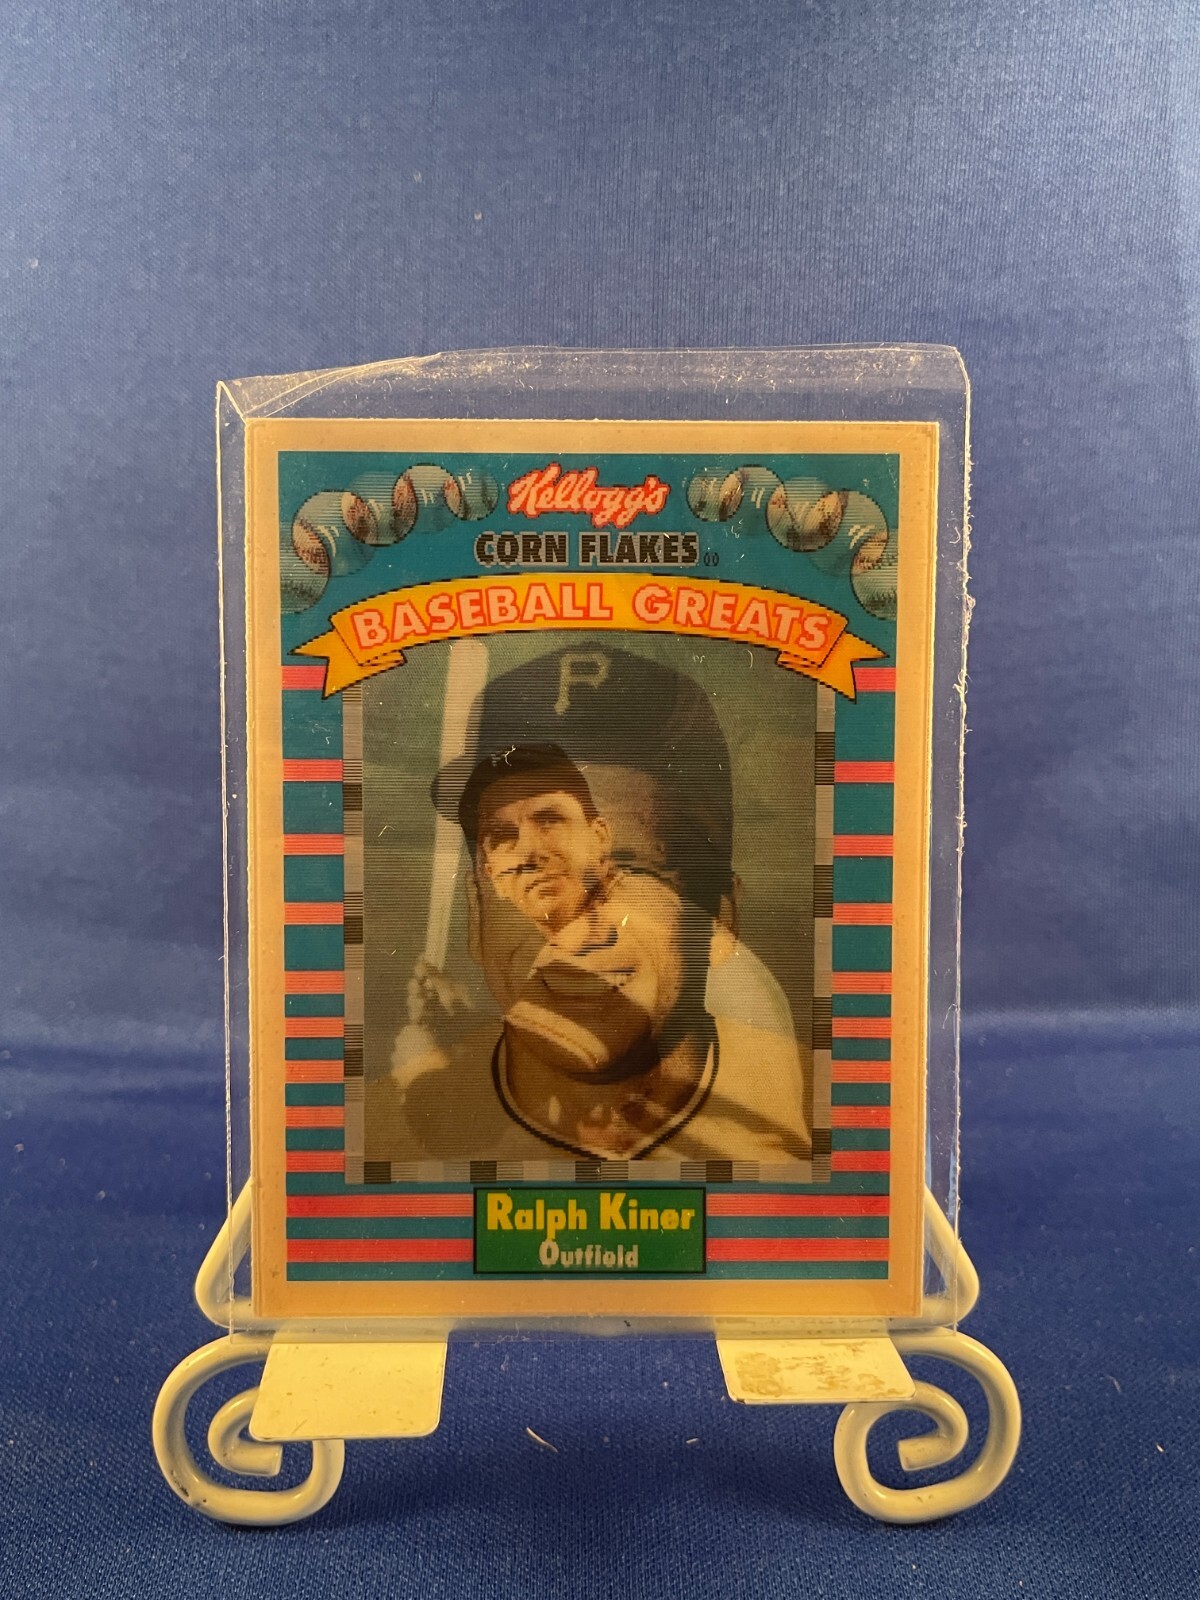 Kellogg's
CORN FLAKES
BASEBALL GREATS
P
Ralph Kiner
Outfield